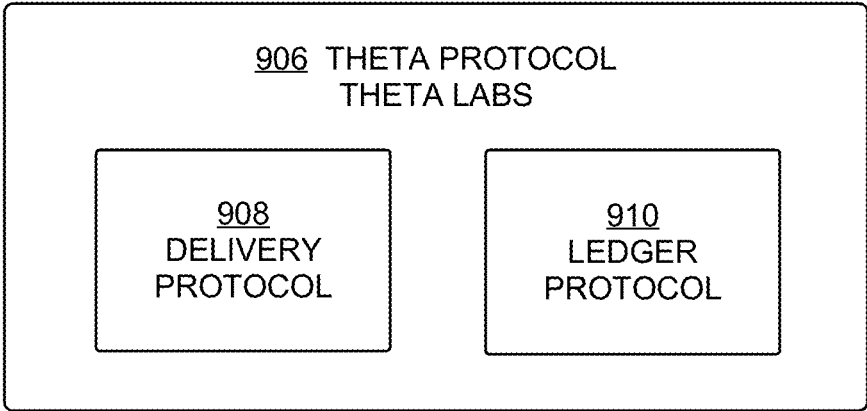 906 THETA PROTOCOL
THETA LABS
908
DELIVERY
PROTOCOL
910
LEDGER
PROTOCOL